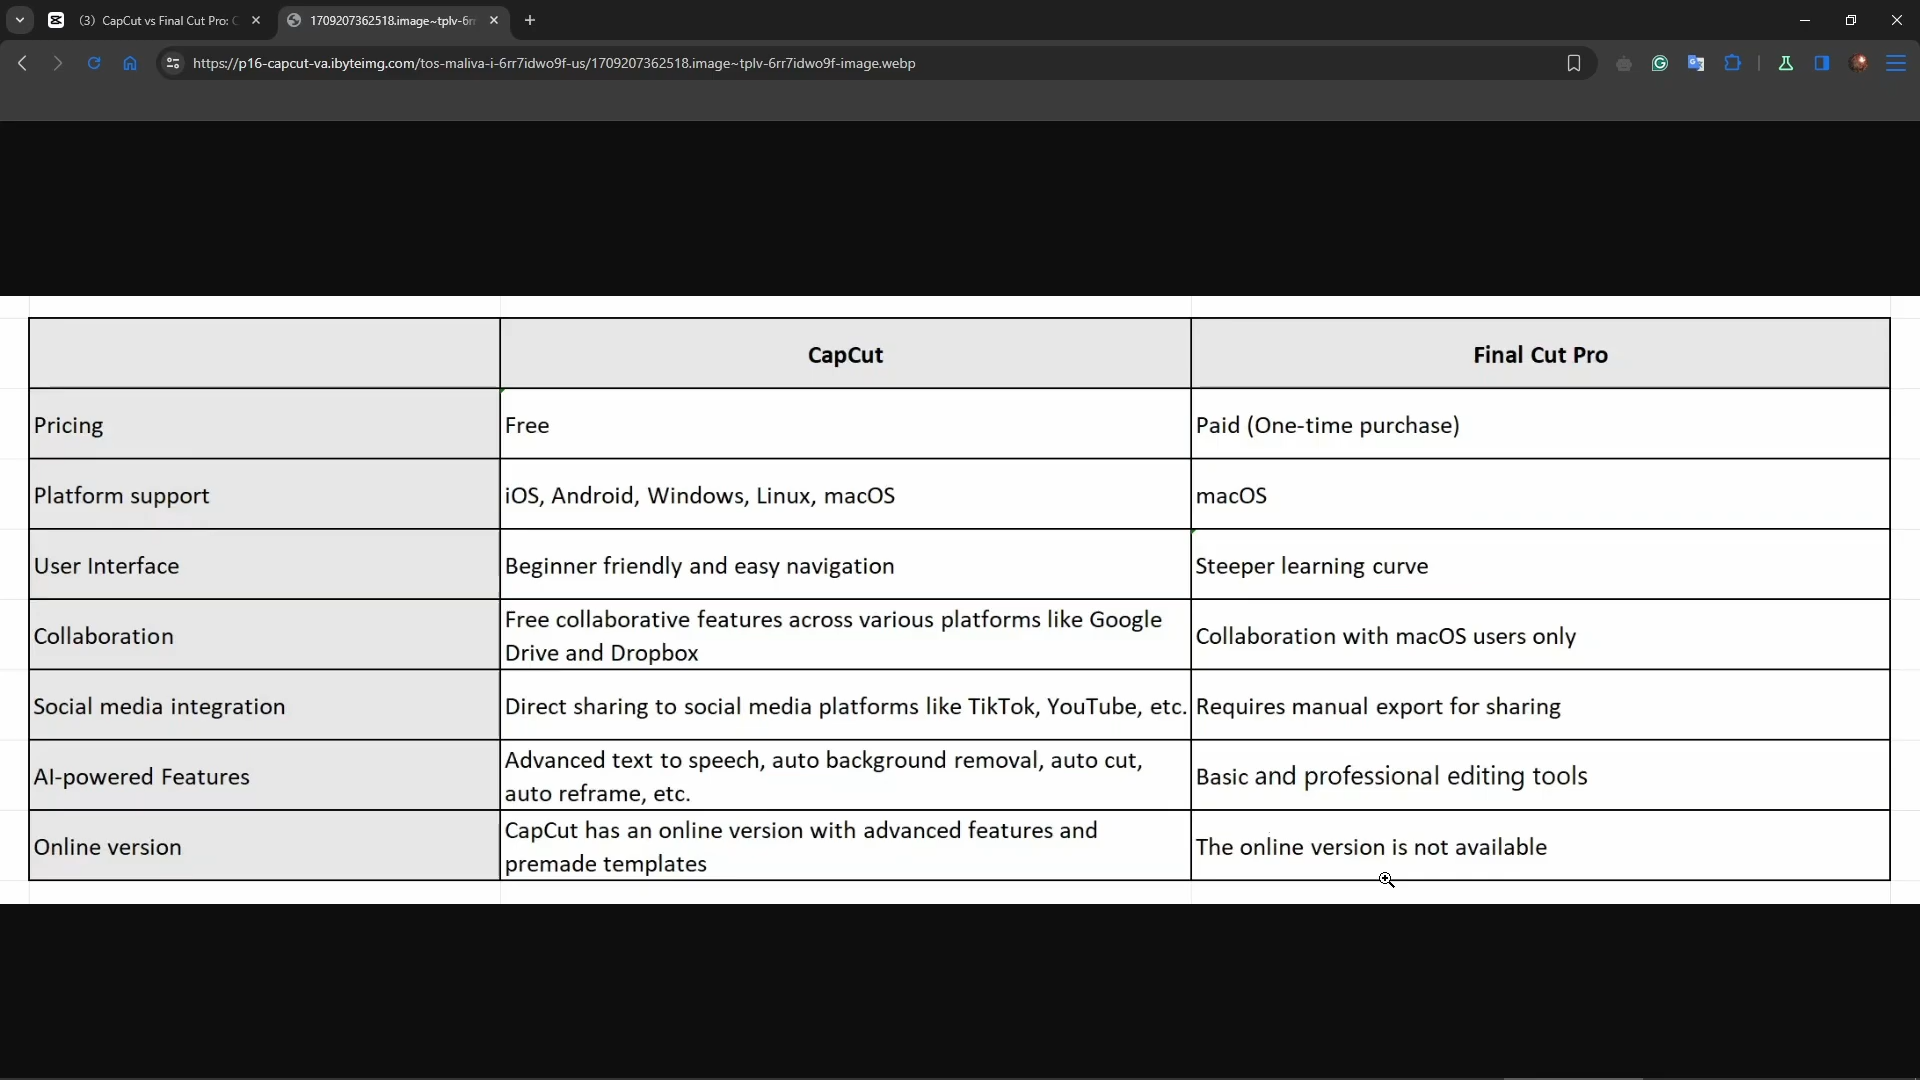 (3) CapCut vs Final Cut Pro: C
1709207362518.image~tplv-6rr
https://p16-capcut-va.ibyteimg.com/tos-maliva-i-6rr7idwo9f-us/1709207362518.image~tplv-6rr7idwo9f-image.webp
CapCut
Final Cut Pro
Pricing
Free
Paid (One-time purchase)
Platform support
iOS, Android, Windows, Linux, macOS
macOS
User Interface
Beginner friendly and easy navigation
Steeper learning curve
Collaboration
Free collaborative features across various platforms like Google
Drive and Dropbox
Collaboration with macOS users only
Social media integration
Direct sharing to social media platforms like TikTok, YouTube, etc.
Requires manual export for sharing
AI-powered Features
Advanced text to speech, auto background removal, auto cut,
auto reframe, etc.
Basic and professional editing tools
Online version
CapCut has an online version with advanced features and
premade templates
The online version is not available